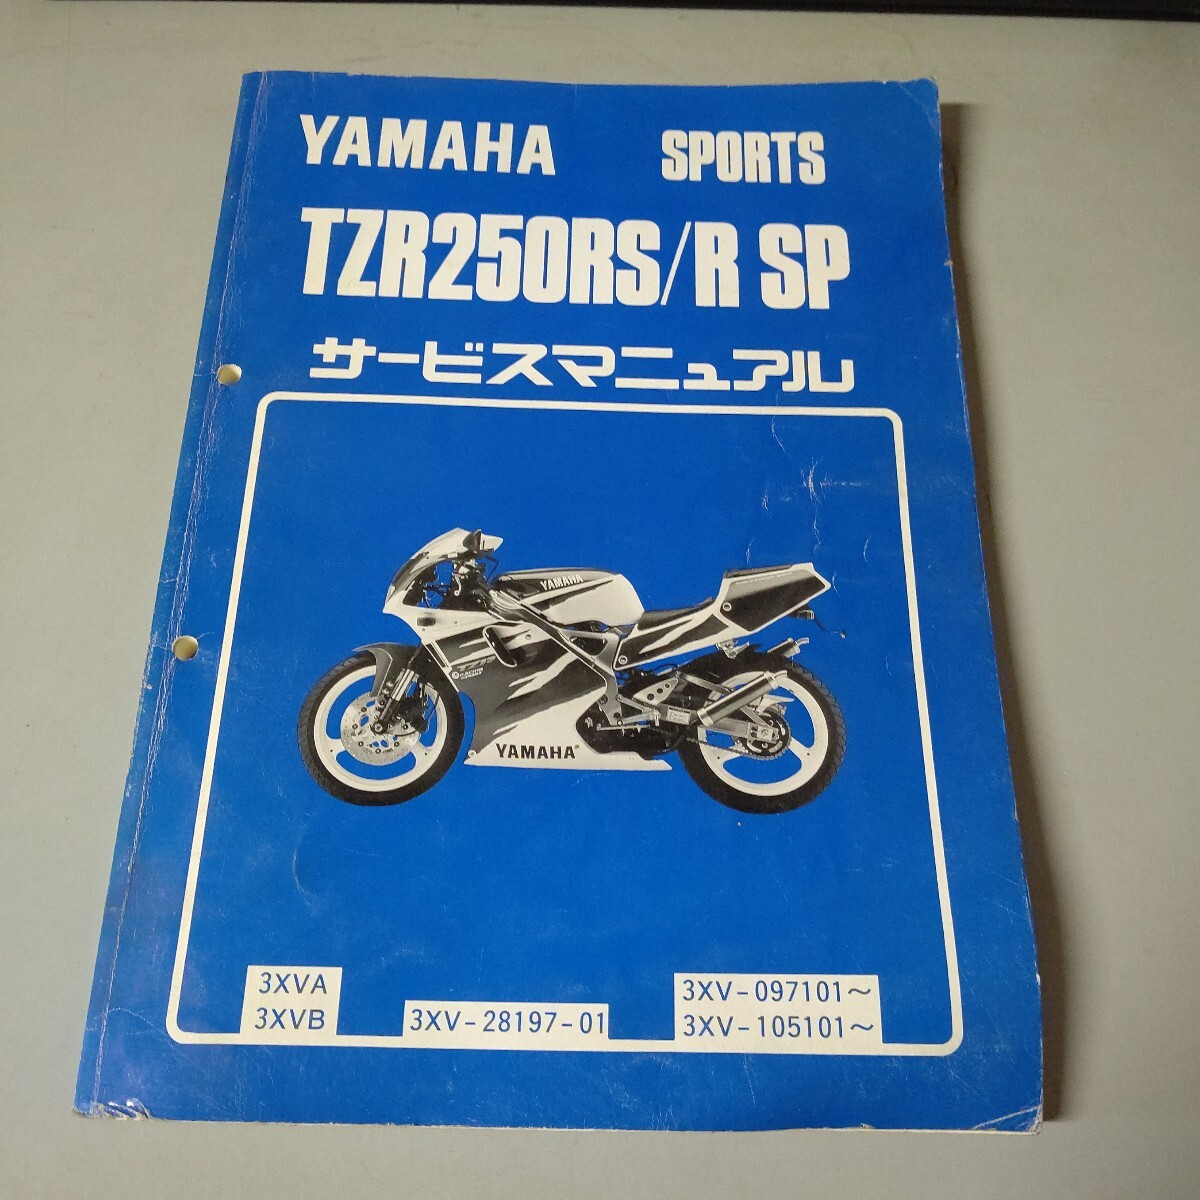 YAMAHA SPORTS
TZR250RS/R SP
サービスマニュアル
YAMAHA
YAMAHA
3XVA
3XVB
3XV-28197-01
3XV-097101～
3XV-105101～